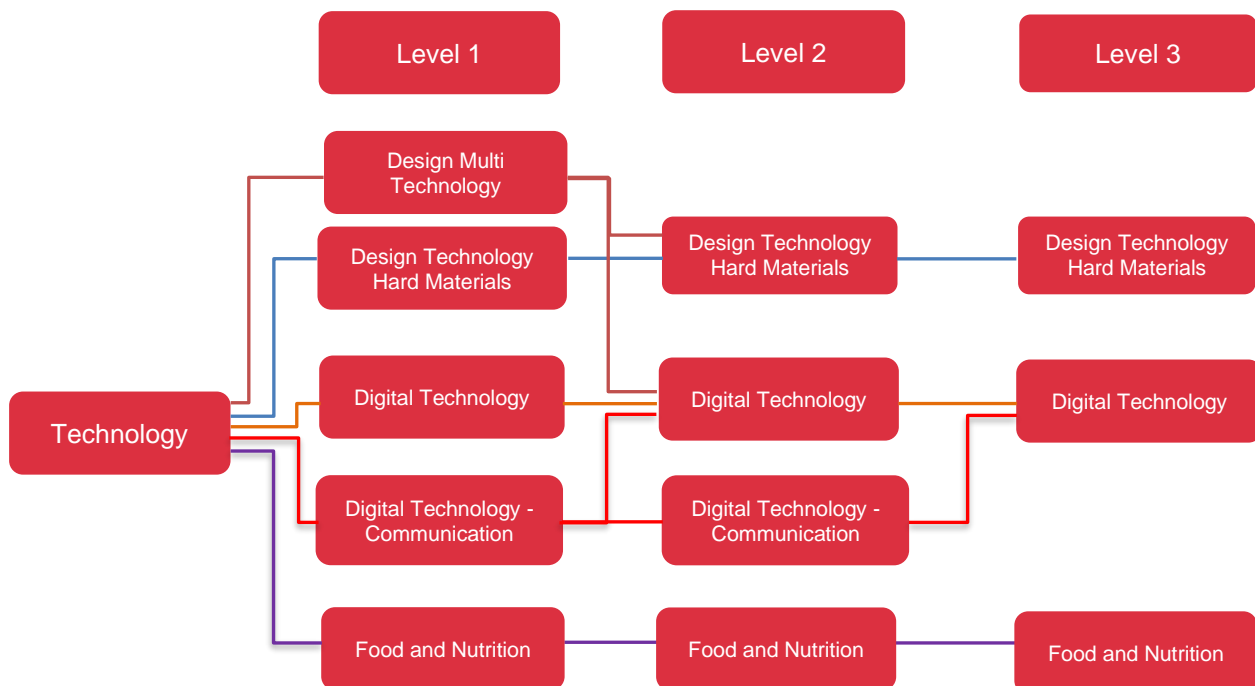 Level 1
Level 2
Level 3
Design Multi
Technology
Design Technology
Hard Materials
Design Technology
Hard Materials
Design Technology
Hard Materials
Technology
Digital Technology
Digital Technology
Digital Technology
Digital Technology -
Communication
Digital Technology -
Communication
Food and Nutrition
Food and Nutrition
Food and Nutrition